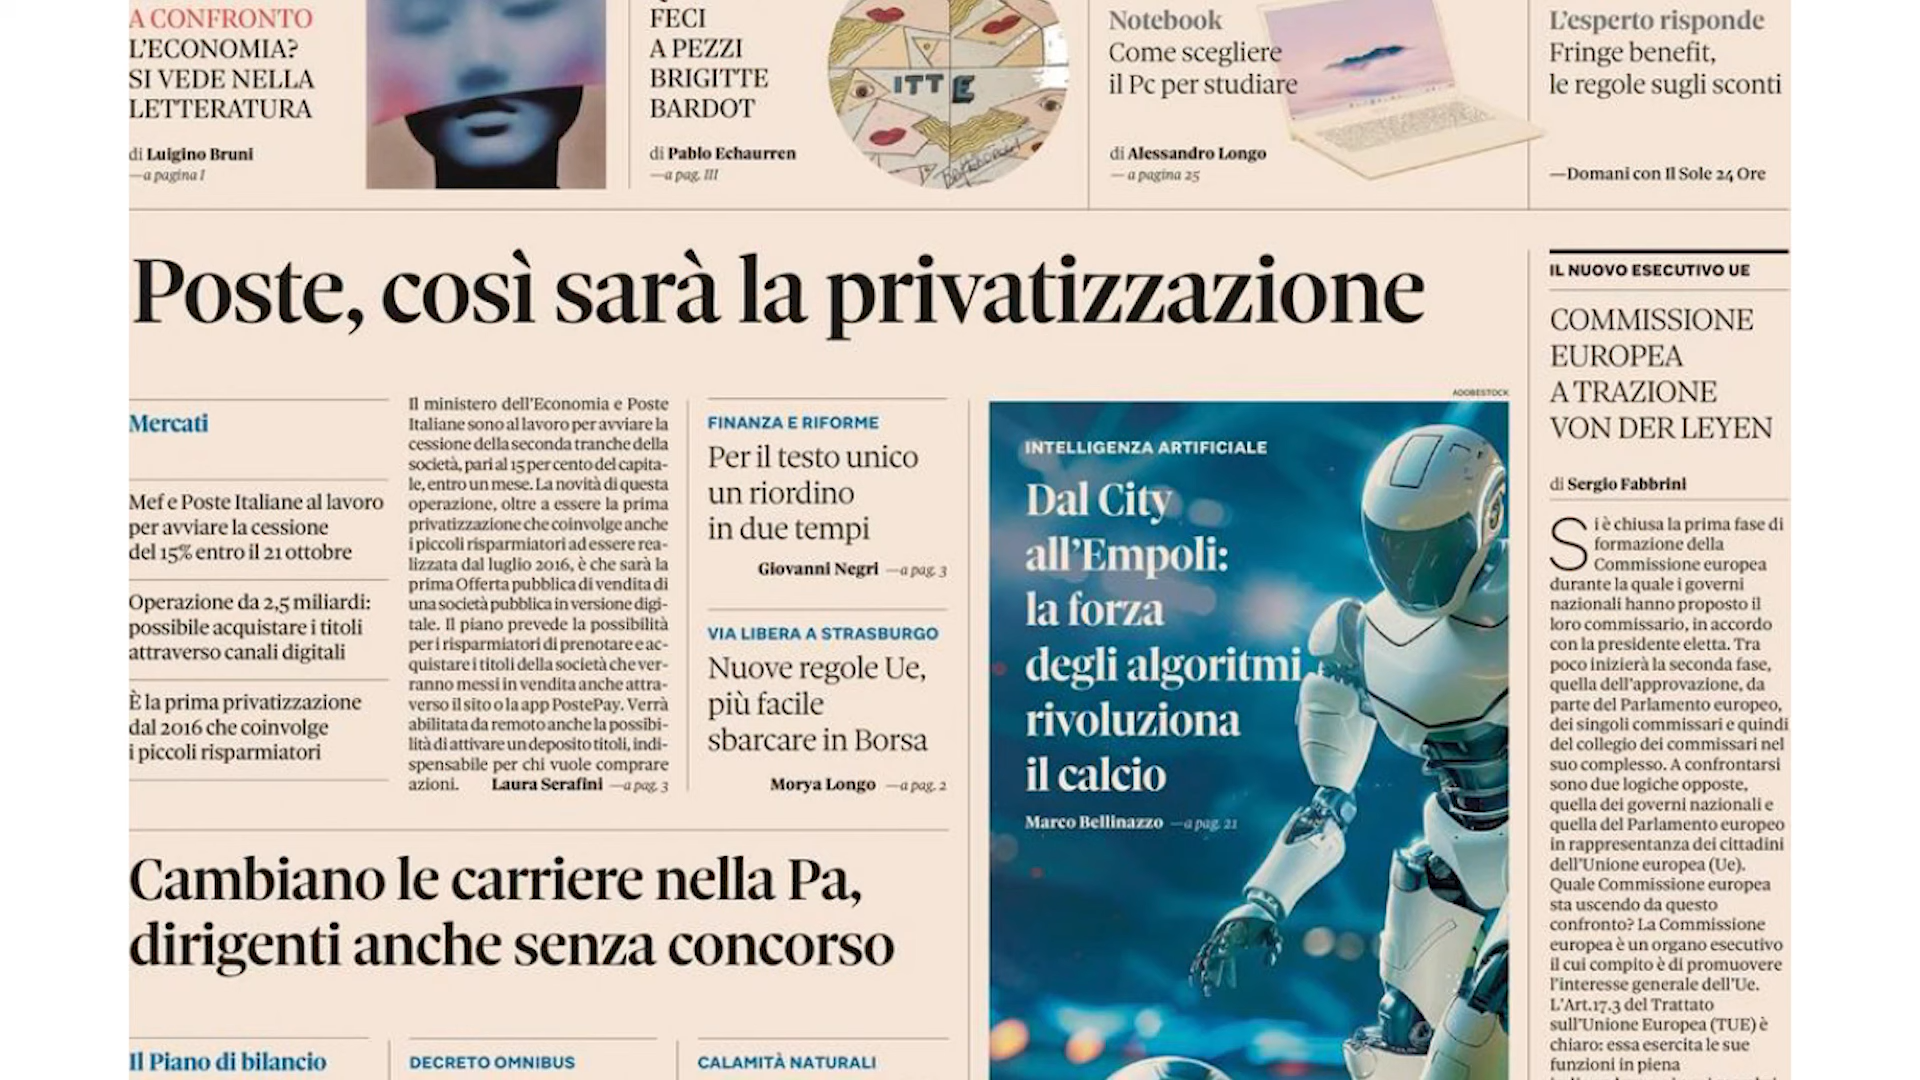 A CONFRONTO
L'ECONOMIA?
SI VEDE NELLA
LETTERATURA
di Luigino Bruni
—a pagina I
FECI
A PEZZI
BRIGITTE
BARDOT
di Pablo Echaurren
—a pag. III
ITT E
Notebook
Come scegliere
il Pc per studiare
di Alessandro Longo
— a pagina 25
L'esperto risponde
Fringe benefit,
le regole sugli sconti
—Domani con Il Sole 24 Ore
Poste, così sarà la privatizzazione
Mercati
Mef e Poste Italiane al lavoro
per avviare la cessione
del 15% entro il 21 ottobre
Operazione da 2,5 miliardi:
possibile acquistare i titoli
attraverso canali digitali
È la prima privatizzazione
dal 2016 che coinvolge
i piccoli risparmiatori
Il ministero dell'Economia e Poste
Italiane sono al lavoro per avviare la
cessione della seconda tranche della
società, pari al 15 per cento del capita-
le, entro un mese. La novità di questa
operazione, oltre a essere la prima
privatizzazione che coinvolge anche
i piccoli risparmiatori ad essere rea-
lizzata dal luglio 2016, è che sarà la
prima Offerta pubblica di vendita di
una società pubblica in versione digi-
tale. Il piano prevede la possibilità
per i risparmiatori di prenotare e ac-
quistare i titoli della società che ver-
ranno messi in vendita anche attra-
verso il sito o la app PostePay. Verrà
abilitata da remoto anche la possibi-
lità di attivare un deposito titoli, indi-
spensabile per chi vuole comprare
azioni. Laura Serafini —a pag. 3
FINANZA E RIFORME
Per il testo unico
un riordino
in due tempi
Giovanni Negri —a pag. 3
VIA LIBERA A STRASBURGO
Nuove regole Ue,
più facile
sbarcare in Borsa
Morya Longo —a pag. 2
ADOBESTOCK
INTELLIGENZA ARTIFICIALE
Dal City
all'Empoli:
la forza
degli algoritmi
rivoluziona
il calcio
Marco Bellinazzo —a pag. 21
IL NUOVO ESECUTIVO UE
COMMISSIONE
EUROPEA
A TRAZIONE
VON DER LEYEN
di Sergio Fabbrini
Si è chiusa la prima fase di
formazione della
Commissione europea
durante la quale i governi
nazionali hanno proposto il
loro commissario, in accordo
con la presidente eletta. Tra
poco inizierà la seconda fase,
quella dell'approvazione, da
parte del Parlamento europeo,
dei singoli commissari e quindi
del collegio dei commissari nel
suo complesso. A confrontarsi
sono due logiche opposte,
quella dei governi nazionali e
quella del Parlamento europeo
in rappresentanza dei cittadini
dell'Unione europea (Ue).
Quale Commissione europea
sta uscendo da questo
confronto? La Commissione
europea è un organo esecutivo
il cui compito è di promuovere
l'interesse generale dell'Ue.
L'Art.17.3 del Trattato
sull'Unione Europea (TUE) è
chiaro: essa esercita le sue
funzioni in piena
Cambiano le carriere nella Pa,
dirigenti anche senza concorso
Il Piano di bilancio
DECRETO OMNIBUS
CALAMITÀ NATURALI